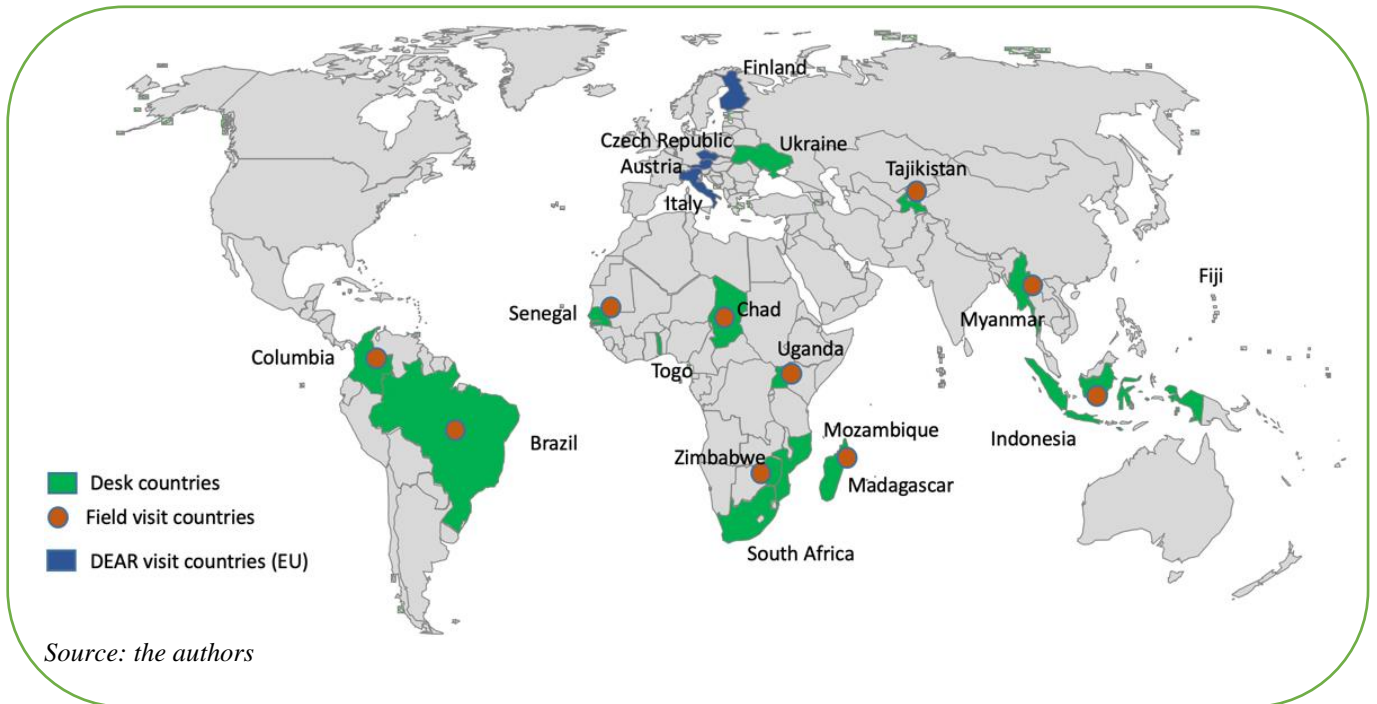 Finland
Czech Republic
Ukraine
Austria
Tajikistan
Italy
Fiji
Senegal
Chad
Myanmar
Columbia
Uganda
Togo
Mozambique
Indonesia
Brazil
Zimbabwe
Madagascar
Desk countries
Field visit countries
South Africa
DEAR visit countries (EU)
Source: the authors